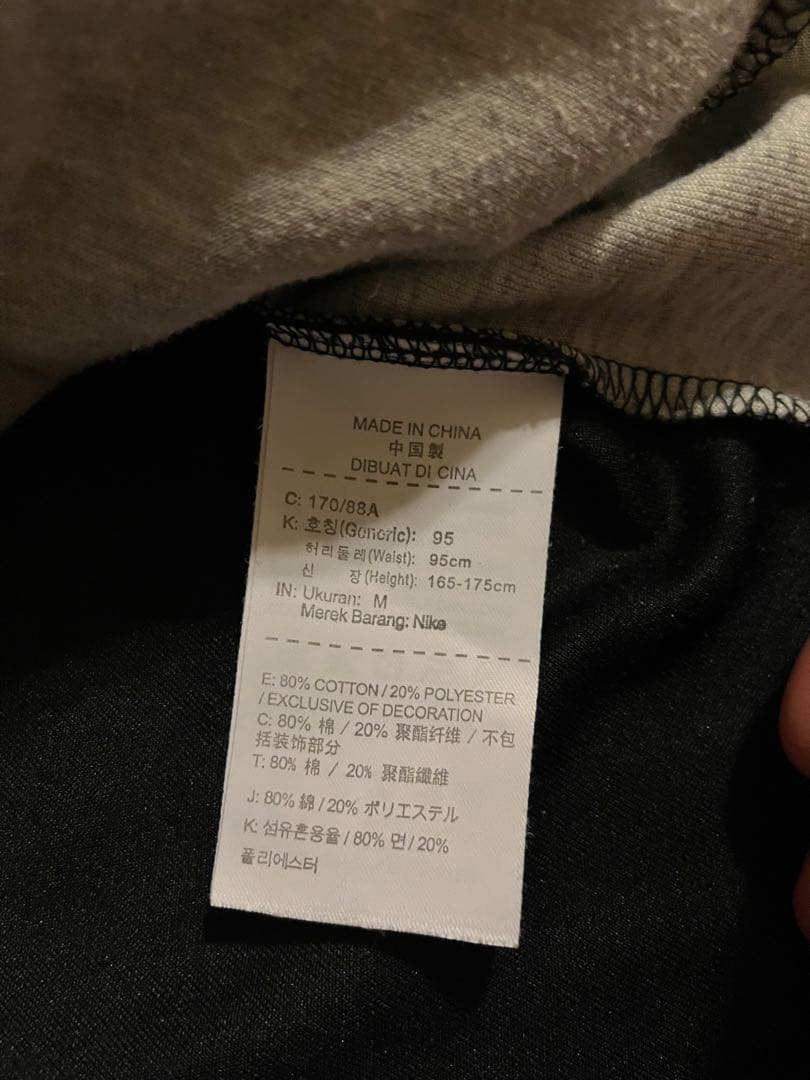 MADE IN CHINA
中国製
DIBUAT DI CINA
C: 170/88A
K: 호칭(Generic): 95
허리둘레(Waist): 95cm
신 장(Height): 165-175cm
IN: Ukuran: M
Merek Barang: Nike
E: 80% COTTON / 20% POLYESTER
/ EXCLUSIVE OF DECORATION
C: 80% 棉 / 20% 聚酯纤维 / 不包
括装饰部分
T: 80% 棉 / 20% 聚酯纖維
J: 80% 綿 / 20% ポリエステル
K: 섬유혼용율 / 80% 면 / 20%
폴리에스터